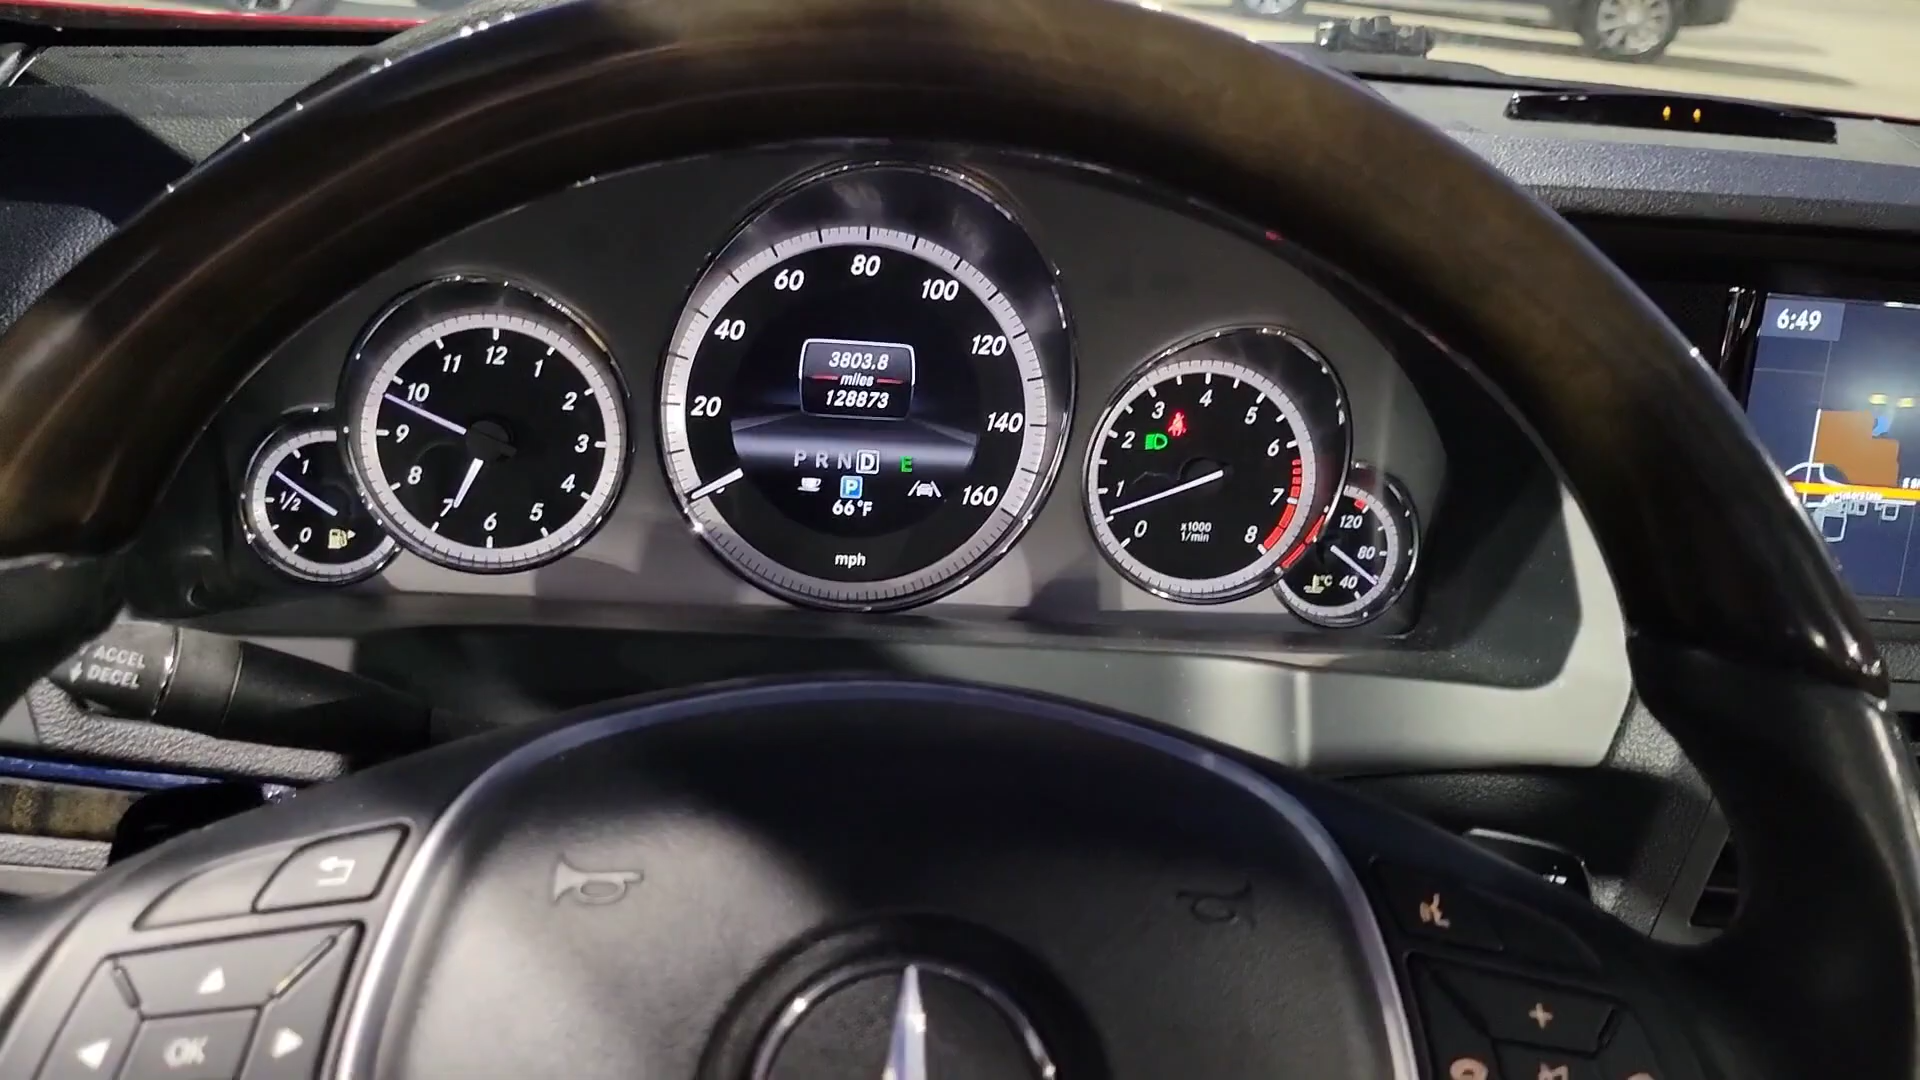 6:49
60 80 100
40 120
20 140
160
3803.8
miles
128873
P R N D E
P
66°F
mph
12
11 1
10 2
9 3
8 4
7 5
6
1
1/2
0
4
3 5
2 6
1 7
0 8
x1000
1/min
120
80
°C 40
ACCEL
DECEL
OK
+